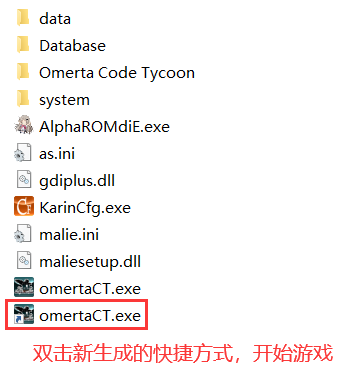 data
Database
Omerta Code Tycoon
system
AlphaROMdiE.exe
as.ini
gdiplus.dll
KarinCfg.exe
malie.ini
maliesetup.dll
omertaCT.exe
omertaCT.exe
双击新生成的快捷方式，开始游戏